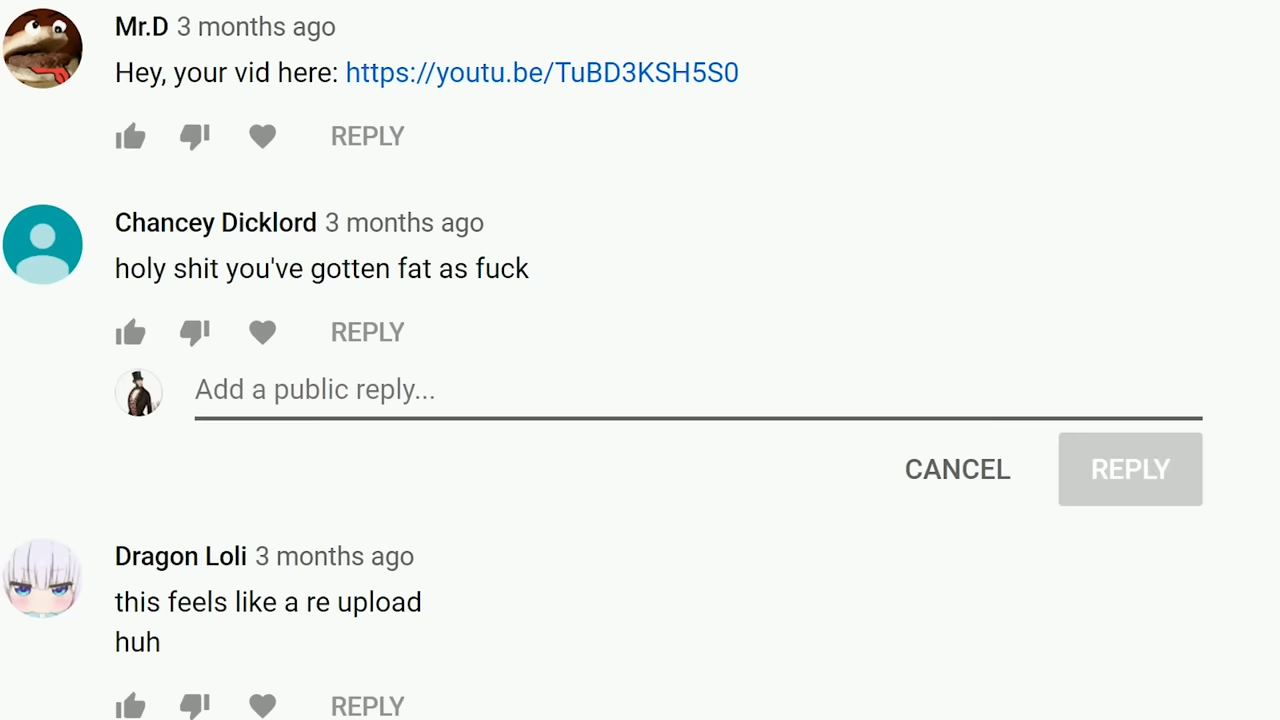 Mr.D 3 months ago
Hey, your vid here: https://youtu.be/TuBD3KSH5S0
REPLY
Chancey Dicklord 3 months ago
holy shit you've gotten fat as fuck
REPLY
Add a public reply...
CANCEL REPLY
Dragon Loli 3 months ago
this feels like a re upload
huh
REPLY